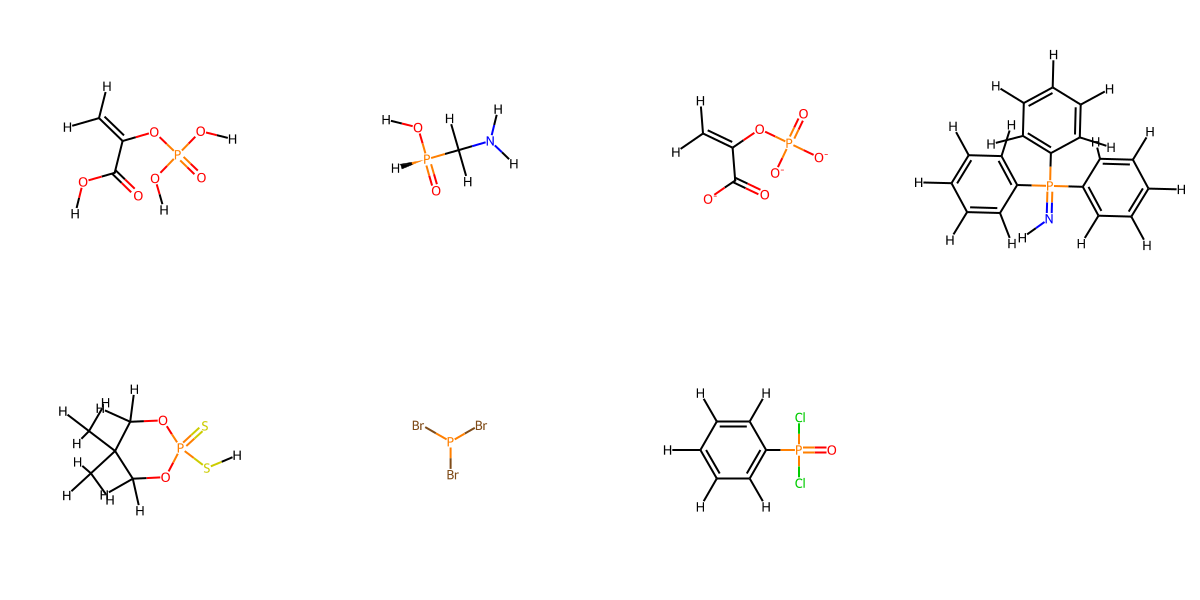 H
H O O H
P
O O O O
H H
H H
H O N
H P H
O H
H O
H P O⁻
O⁻
O⁻ O
H
H H
H H H H H H
H P H
N
H H H H H
H
H H H O S
H P
H S H
H H H O
H
Br Br
P
Br
H H Cl
H P O
H H Cl